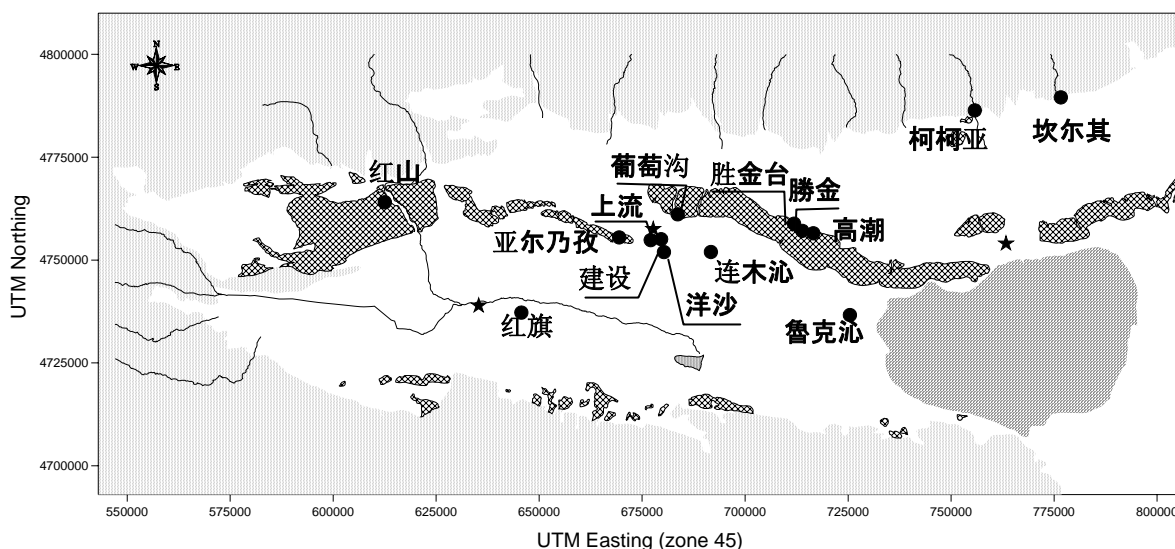 4800000
N
W E
S
柯柯亚
坎尔其
4775000
红山
葡萄沟
胜金台
勝金
上流
高潮
亚尔乃孜
4750000
建设
连木沁
洋沙
红旗
魯克沁
4725000
4700000
UTM Northing
550000 575000 600000 625000 650000 675000 700000 725000 750000 775000 800000
UTM Easting (zone 45)